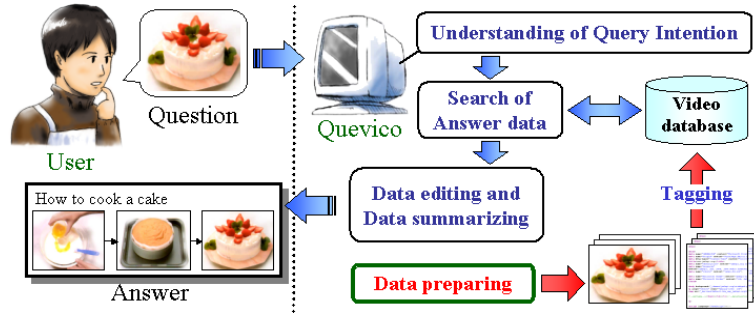 Understanding of Query Intention
Question
Quevico
Search of
Answer data
Video
database
User
Tagging
How to cook a cake
Data editing and
Data summarizing
Answer
Data preparing